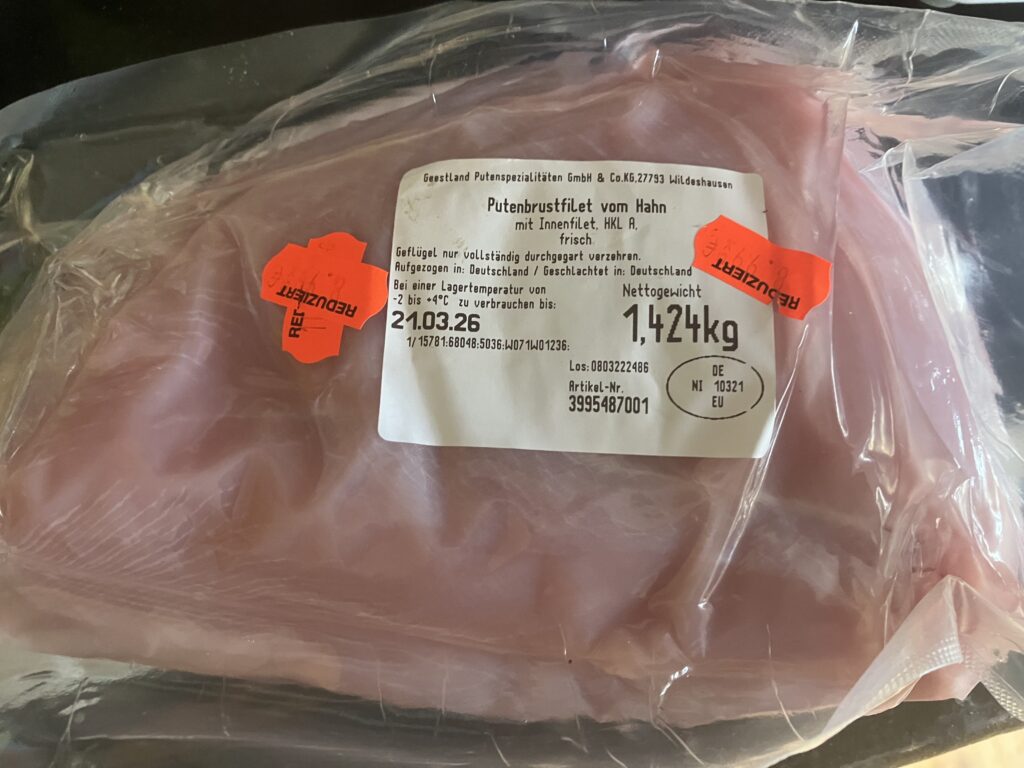 Geestland Putenspezialitäten GmbH & Co.KG,27793 Wildeshausen
Putenbrustfilet vom Hahn
mit Innenfilet, HKL A,
frisch
Geflügel nur vollständig durchgegart verzehren.
Aufgezogen in: Deutschland / Geschlachtet in: Deutschland
Bei einer Lagertemperatur von
-2 bis +4°C zu verbrauchen bis:
21.03.26
1/15781:68048:5036:W071W01236:
Nettogewicht
1,424kg
Los:0803222486
Artikel-Nr.
3995487001
DE
NI 10321
EU
REDUZIERT
RED
REDUZIERT